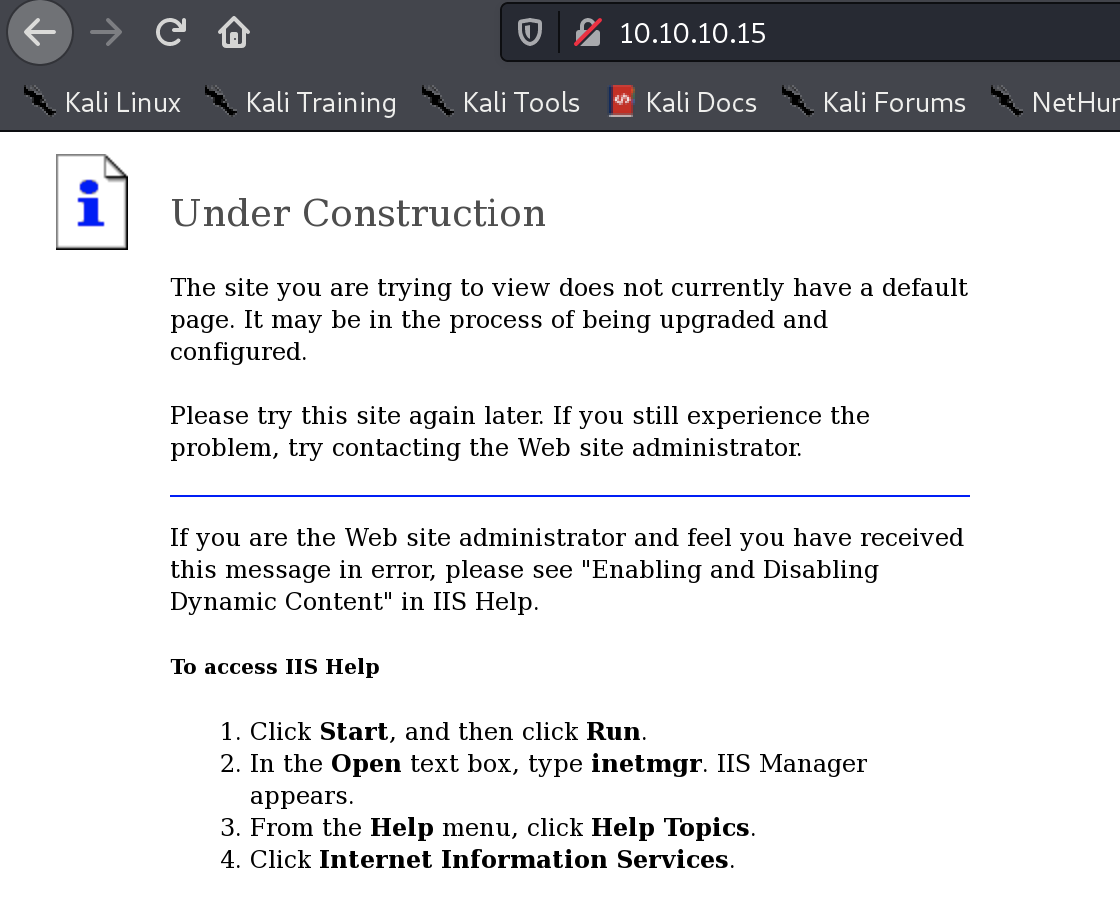 10.10.10.15
Kali Linux Kali Training Kali Tools Kali Docs Kali Forums NetHun
Under Construction
The site you are trying to view does not currently have a default
page. It may be in the process of being upgraded and
configured.
Please try this site again later. If you still experience the
problem, try contacting the Web site administrator.
If you are the Web site administrator and feel you have received
this message in error, please see "Enabling and Disabling
Dynamic Content" in IIS Help.
To access IIS Help
1. Click Start, and then click Run.
2. In the Open text box, type inetmgr. IIS Manager
appears.
3. From the Help menu, click Help Topics.
4. Click Internet Information Services.